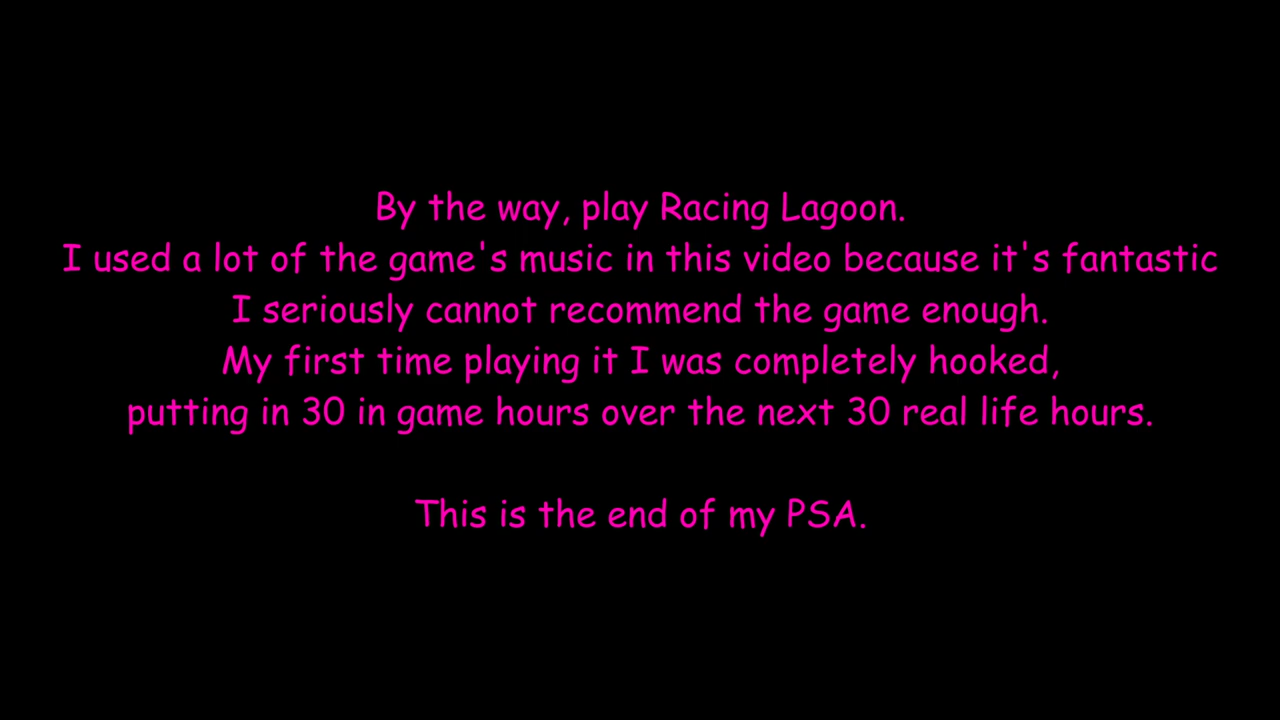 By the way, play Racing Lagoon.
I used a lot of the game's music in this video because it's fantastic
I seriously cannot recommend the game enough.
My first time playing it I was completely hooked,
putting in 30 in game hours over the next 30 real life hours.
This is the end of my PSA.